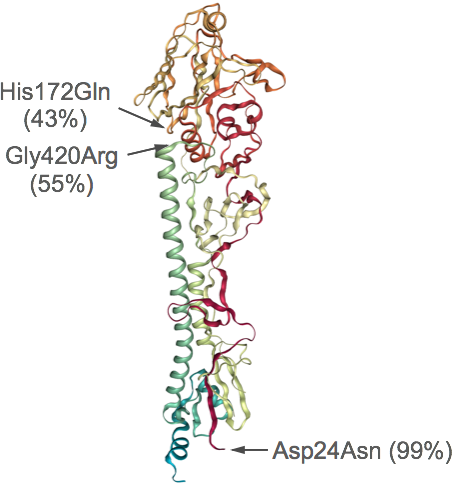 His172Gln
(43%)
Gly420Arg
(55%)
Asp24Asn (99%)